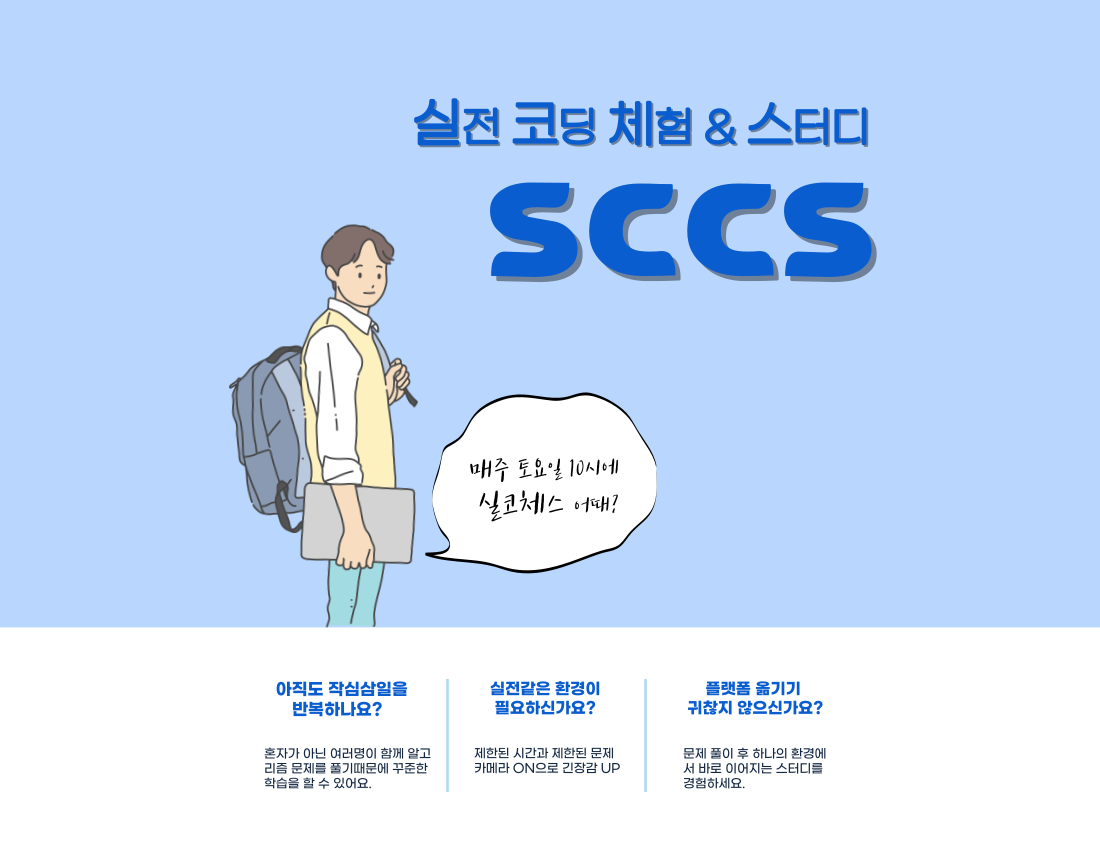 실전 코딩 체험 & 스터디
SCCS
매주 토요일 10시에
실코체스 어때?
아직도 작심삼일을
반복하나요?
혼자가 아닌 여러명이 함께 알고
리즘 문제를 풀기때문에 꾸준한
학습을 할 수 있어요.
실전같은 환경이
필요하신가요?
제한된 시간과 제한된 문제
카메라 ON으로 긴장감 UP
플랫폼 옮기기
귀찮지 않으신가요?
문제 풀이 후 하나의 환경에
서 바로 이어지는 스터디를
경험하세요.